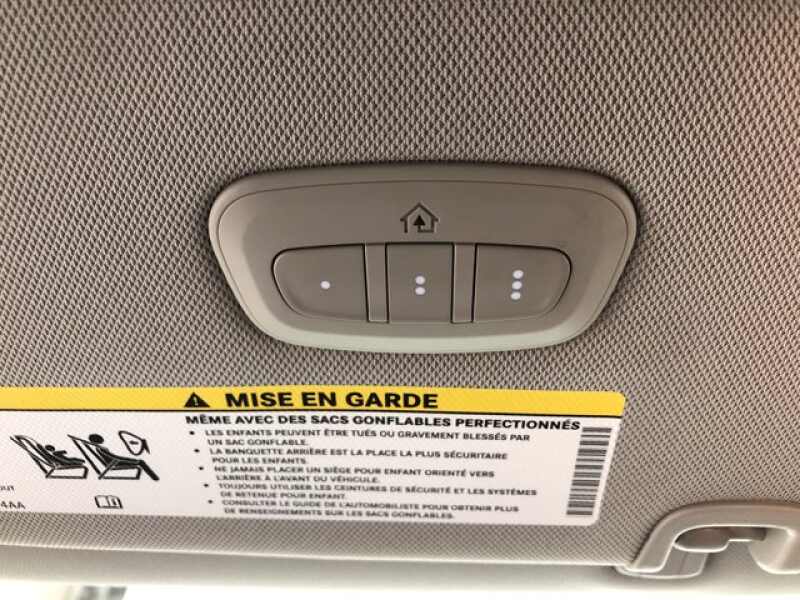 MISE EN GARDE
MÊME AVEC DES SACS GONFLABLES PERFECTIONNÉS
• LES ENFANTS PEUVENT ÊTRE TUÉS OU GRAVEMENT BLESSÉS PAR
UN SAC GONFLABLE.
• LA BANQUETTE ARRIÈRE EST LA PLACE LA PLUS SÉCURITAIRE
POUR LES ENFANTS.
• NE JAMAIS PLACER UN SIÈGE POUR ENFANT ORIENTÉ VERS
L'ARRIÈRE À L'AVANT DU VÉHICULE.
• TOUJOURS UTILISER LES CEINTURES DE SÉCURITÉ ET LES SYSTÈMES
DE RETENUE POUR ENFANT.
• CONSULTER LE GUIDE DE L'AUTOMOBILISTE POUR OBTENIR PLUS
DE RENSEIGNEMENTS SUR LES SACS GONFLABLES.
OUT
4AA